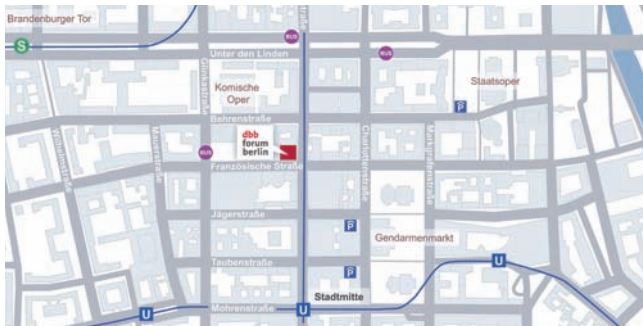 Brandenburger Tor
straße
BUS
S
Unter den Linden
BUS
Glinkastraße
Komische
Oper
Staatsoper
P
Behrenstraße
dbb
forum
berlin
Wilhelmstraße
Mauerstraße
Charlottenstraße
Markgrafenstraße
BUS
Französische Straße
Jägerstraße
P
Gendarmenmarkt
Taubenstraße
U
P
Stadtmitte
U
Mohrenstraße
U